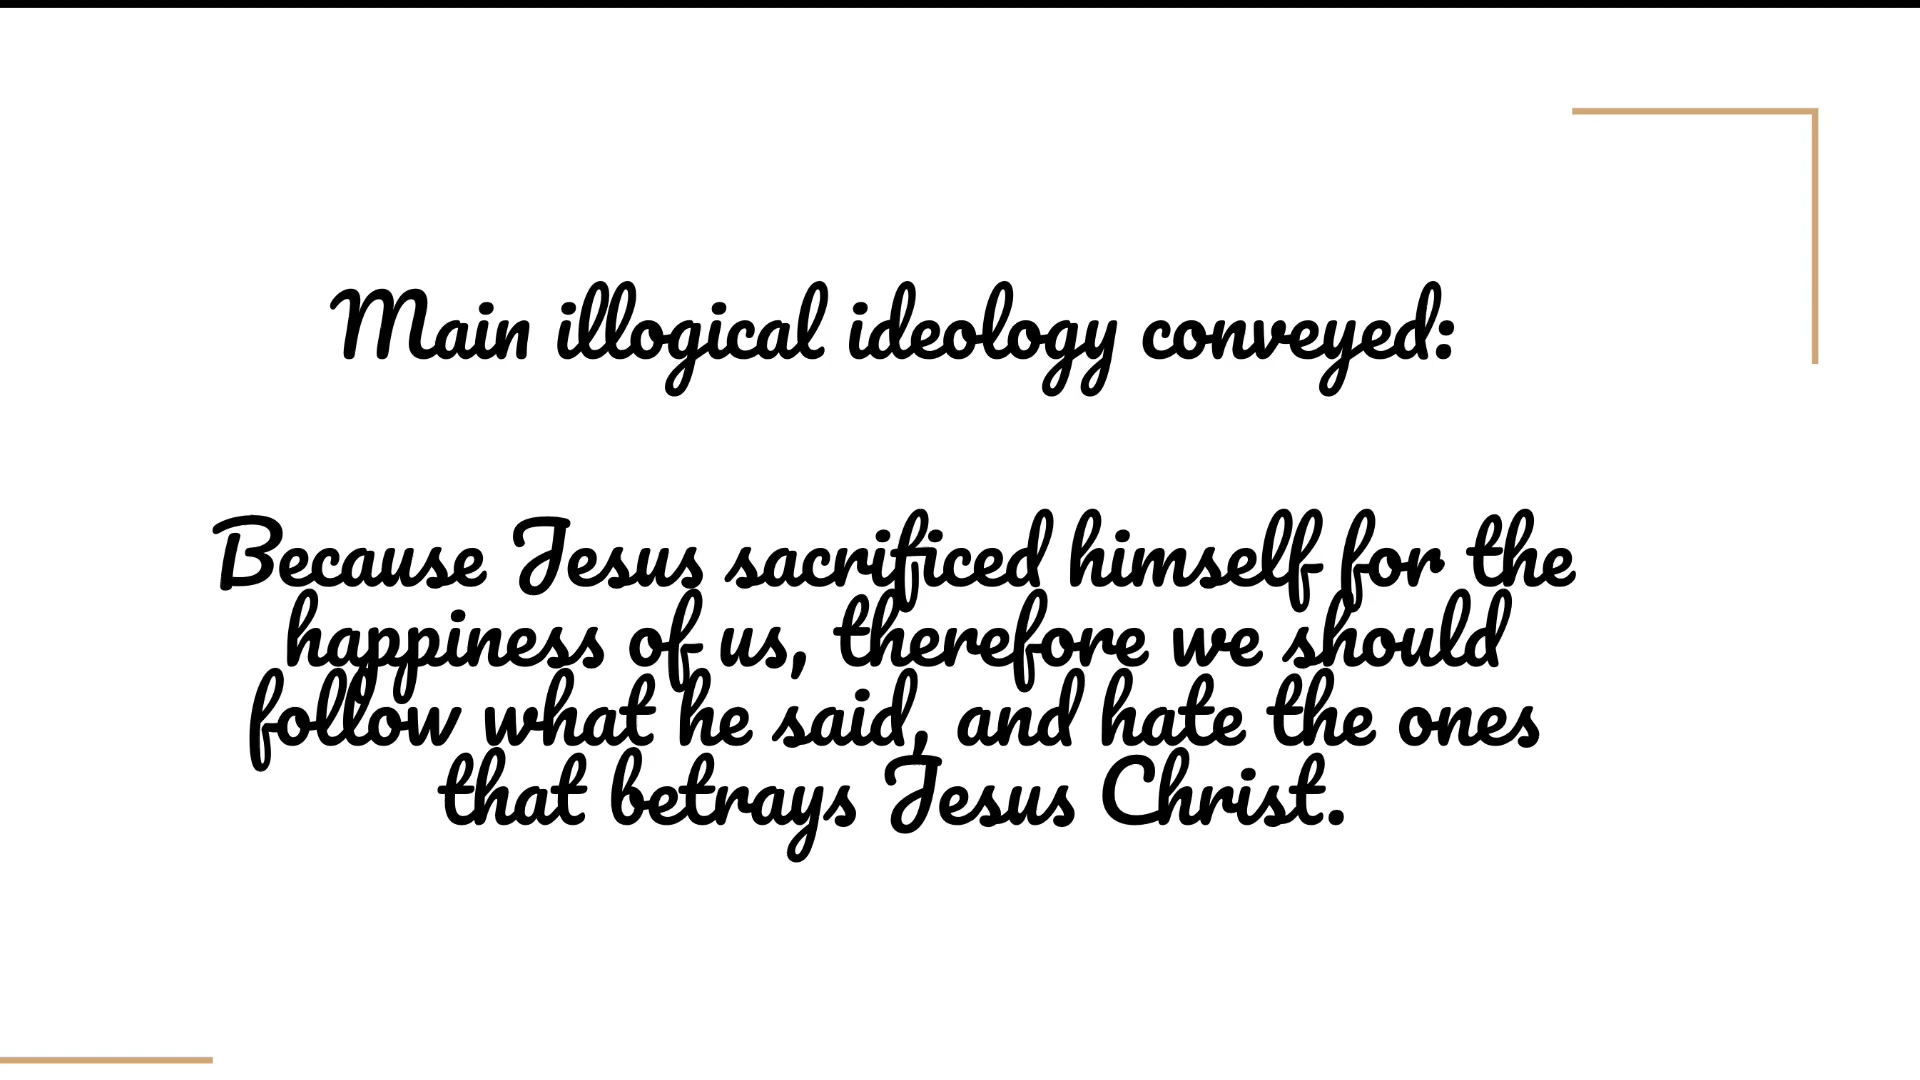 Main illogical ideology conveyed:
Because Jesus sacrificed himself for the
happiness of us, therefore we should
follow what he said, and hate the ones
that betrays Jesus Christ.